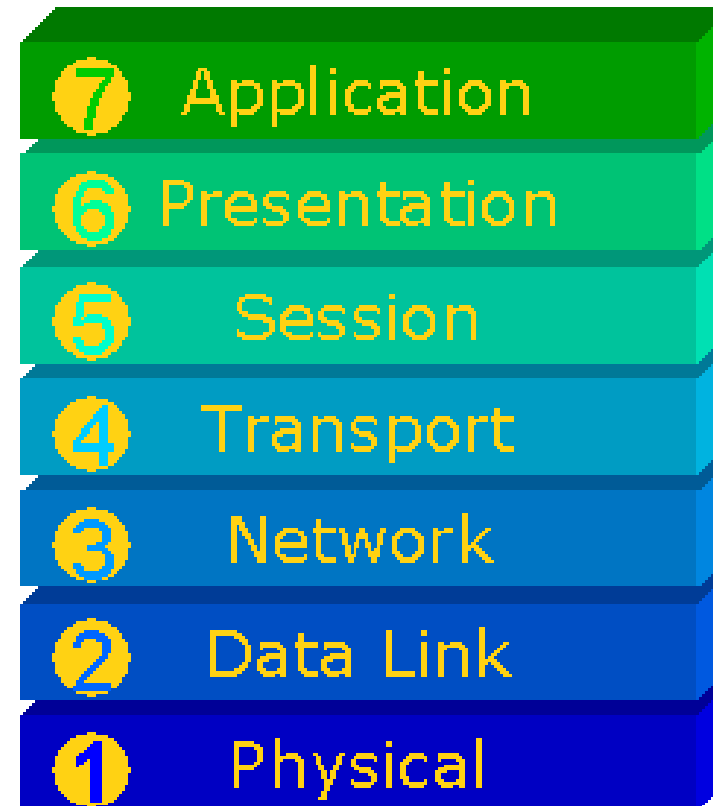 7 Application
6 Presentation
5 Session
4 Transport
3 Network
2 Data Link
1 Physical